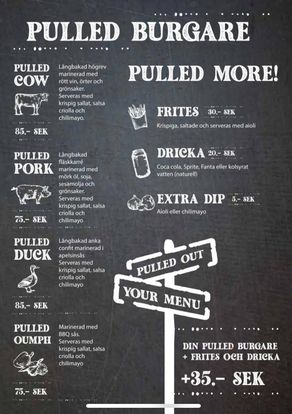 PULLED BURGARE
PULLED
COW
Långbakad högrev
marinerad med
rött vin, örter och
grönsaker.
Serveras med
krispig sallat, salsa
criolla och
chilimayo
85.- SEK
PULLED
PORK
Långbakad
fläskkarré
marinerad med
mörk öl, soja,
sesamolja och
grönsaker.
Serveras med
krispig sallat, salsa
criolla och
chilimayo
75.- SEK
PULLED
DUCK
Långbakad anka
confit marinerad i
apelsinsås
Serveras med
krispig sallat, salsa
criolla och
chilimayo
85.- SEK
PULLED
OUMPH
Marinerad med
BBQ sås.
Serveras med
krispig sallat, salsa
criolla och
chilimayo
75.- SEK
PULLED MORE!
FRITES 30.- SEK
Krispiga, saltade och serveras med aioli
DRICKA 20.- SEK
Coca cola, Sprite, Fanta eller kolsyrat
vatten (naturell)
EXTRA DIP 5.- SEK
Aioli eller chilimayo
PULLED OUT
YOUR MENU
DIN PULLED BURGARE
+ FRITES OCH DRICKA
+35.- SEK